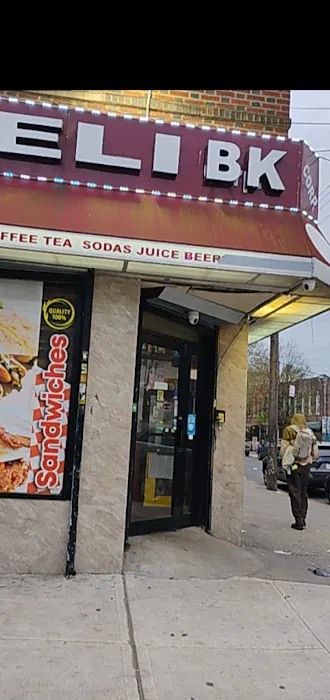 ELI BK
CORP
FFEE TEA SODAS JUICE BEER
QUALITY
100%
Sandwiches